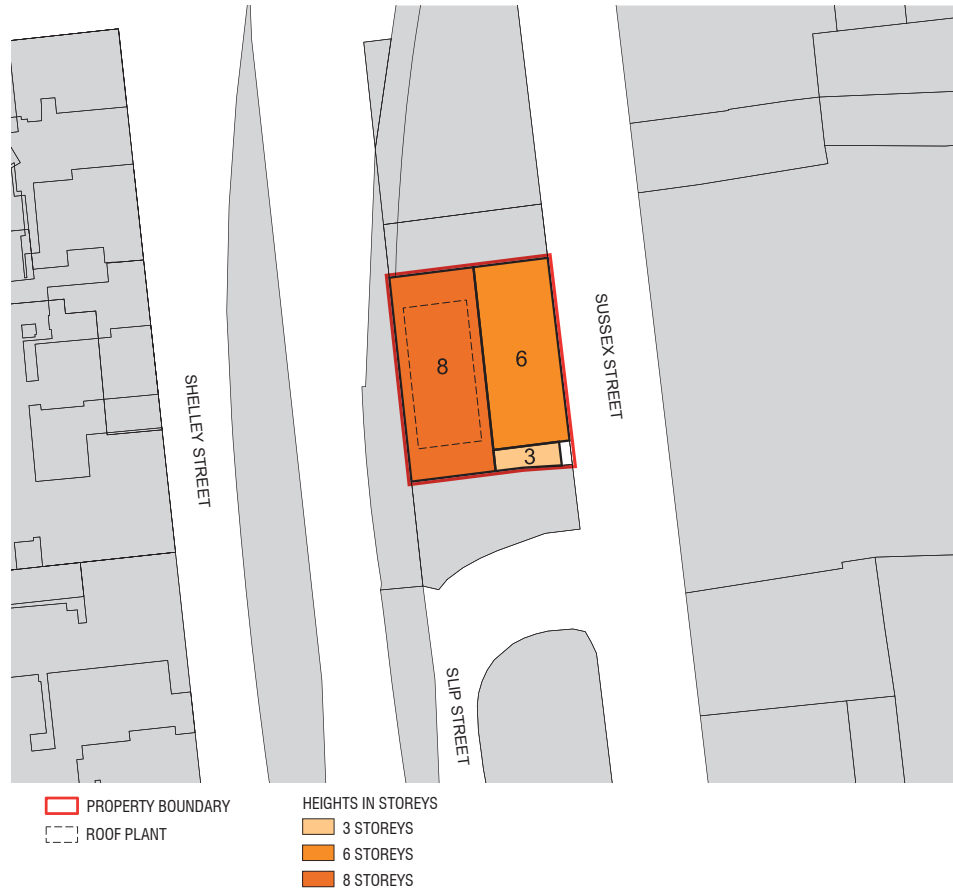 8
6
3
SUSSEX STREET
SHELLEY STREET
SLIP STREET
PROPERTY BOUNDARY
ROOF PLANT
HEIGHTS IN STOREYS
3 STOREYS
6 STOREYS
8 STOREYS